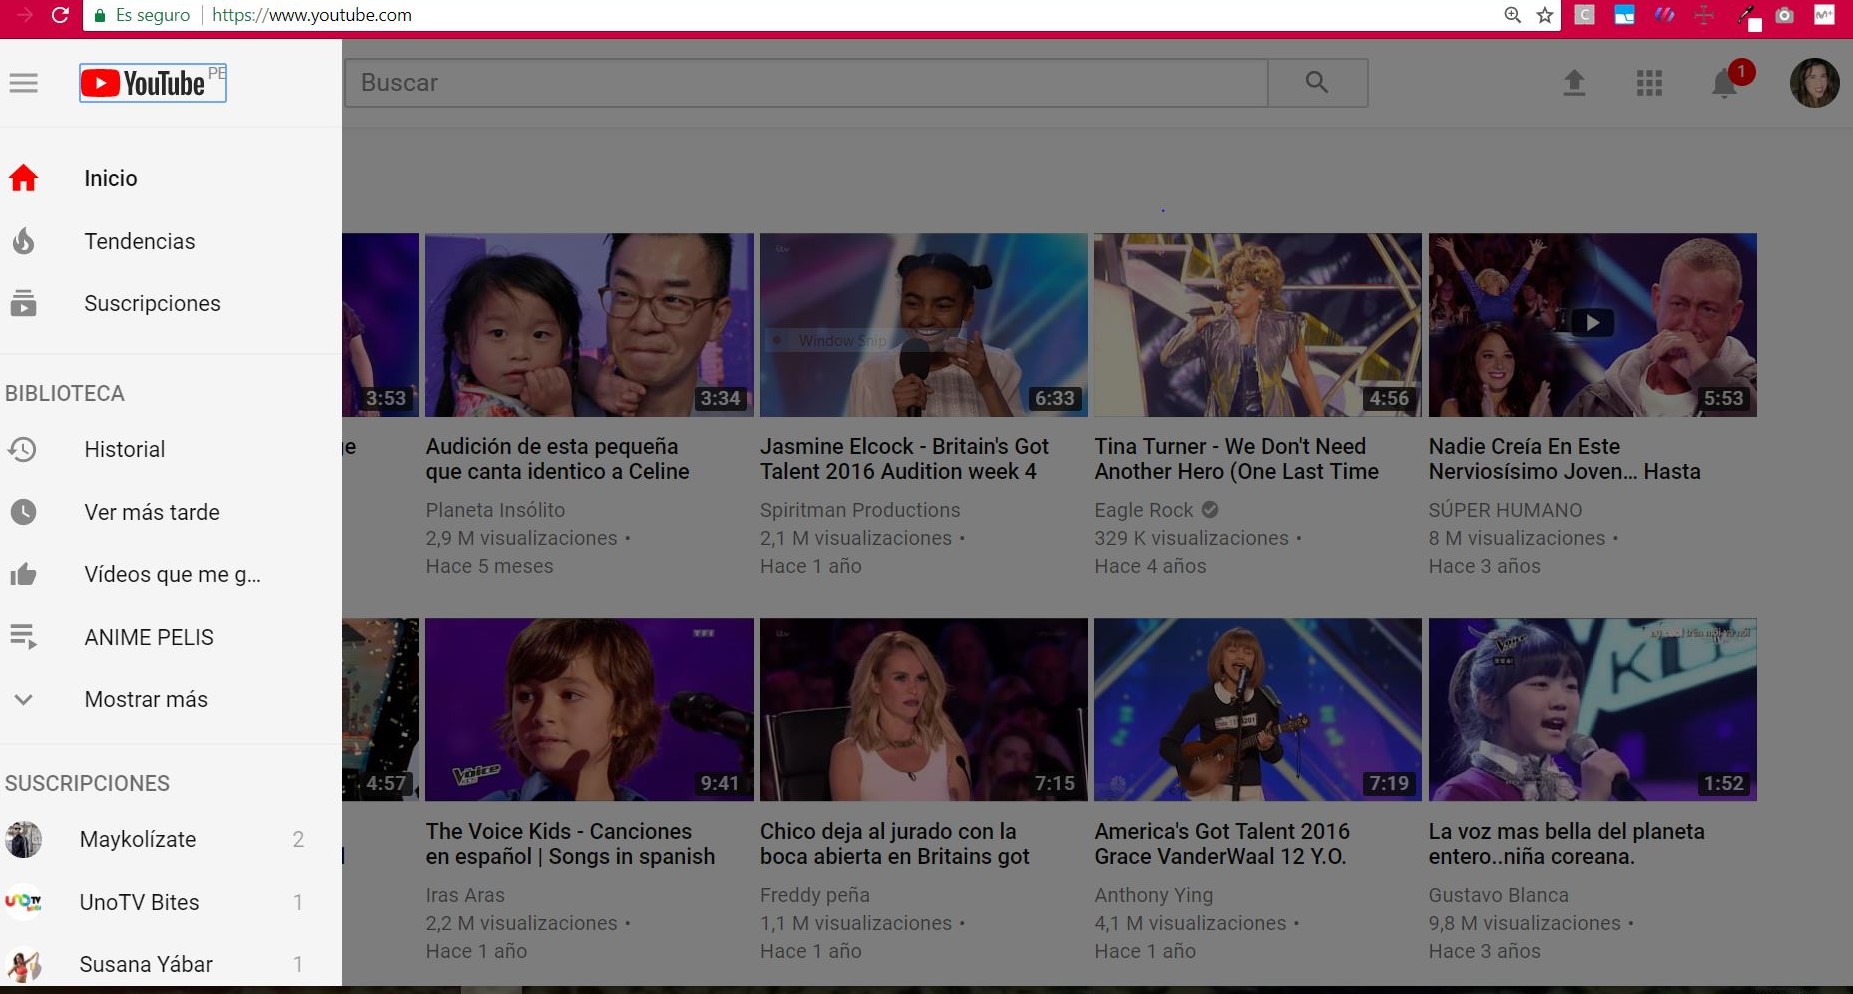 Es seguro
https://www.youtube.com
YouTube PE
Buscar
1
Inicio
Tendencias
Suscripciones
BIBLIOTECA
Historial
Ver más tarde
Vídeos que me g...
ANIME PELIS
Mostrar más
SUSCRIPCIONES
Maykolízate 2
UnoTV Bites 1
Susana Yábar 1
3:53
3:34
Audición de esta pequeña
que canta identico a Celine
Planeta Insólito
2,9 M visualizaciones •
Hace 5 meses
itv
Window Snip
6:33
Jasmine Elcock - Britain's Got
Talent 2016 Audition week 4
Spiritman Productions
2,1 M visualizaciones •
Hace 1 año
4:56
Tina Turner - We Don't Need
Another Hero (One Last Time
Eagle Rock
329 K visualizaciones •
Hace 4 años
5:53
Nadie Creía En Este
Nerviosísimo Joven... Hasta
SÚPER HUMANO
8 M visualizaciones •
Hace 3 años
4:57
TF1
the Voice
9:41
The Voice Kids - Canciones
en español | Songs in spanish
Iras Aras
2,2 M visualizaciones •
Hace 1 año
itv
7:15
Chico deja al jurado con la
boca abierta en Britains got
Freddy peña
1,1 M visualizaciones •
Hace 1 año
7:19
America's Got Talent 2016
Grace VanderWaal 12 Y.O.
Anthony Ying
4,1 M visualizaciones •
Hace 1 año
Voice
1:52
La voz mas bella del planeta
entero..niña coreana.
Gustavo Blanca
9,8 M visualizaciones •
Hace 3 años